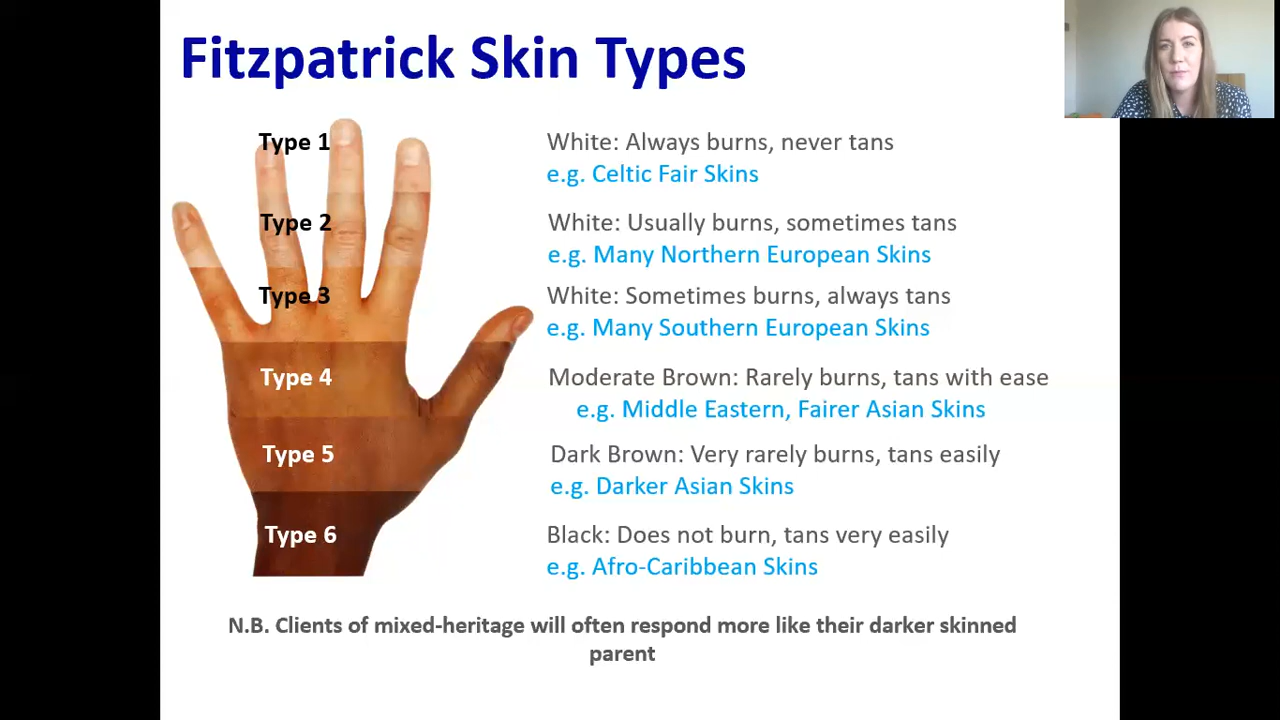 Fitzpatrick Skin Types
Type 1
White: Always burns, never tans
e.g. Celtic Fair Skins
Type 2
White: Usually burns, sometimes tans
e.g. Many Northern European Skins
Type 3
White: Sometimes burns, always tans
e.g. Many Southern European Skins
Type 4
Moderate Brown: Rarely burns, tans with ease
e.g. Middle Eastern, Fairer Asian Skins
Type 5
Dark Brown: Very rarely burns, tans easily
e.g. Darker Asian Skins
Type 6
Black: Does not burn, tans very easily
e.g. Afro-Caribbean Skins
N.B. Clients of mixed-heritage will often respond more like their darker skinned
parent